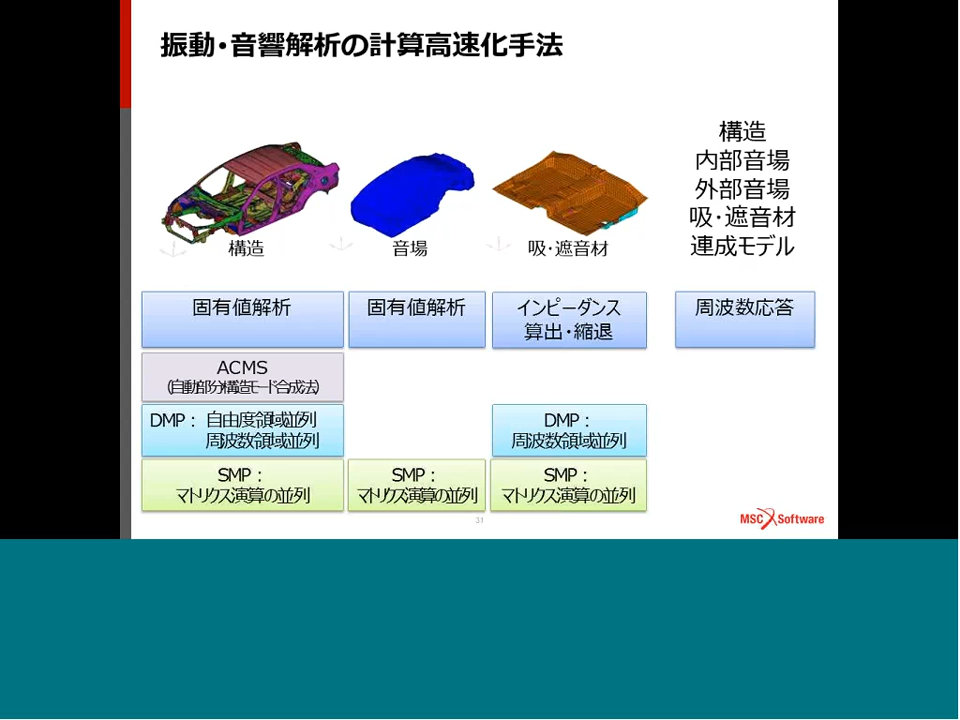 振動・音響解析の計算高速化手法
構造
内部音場
外部音場
吸・遮音材
連成モデル
構造
音場
吸・遮音材
固有値解析
固有値解析
インピーダンス
算出・縮退
周波数応答
ACMS
(自動部分構造モード合成法)
DMP： 自由度領域並列
周波数領域並列
DMP：
周波数領域並列
SMP：
マトリクス演算の並列
SMP：
マトリクス演算の並列
SMP：
マトリクス演算の並列
31
MSC Software